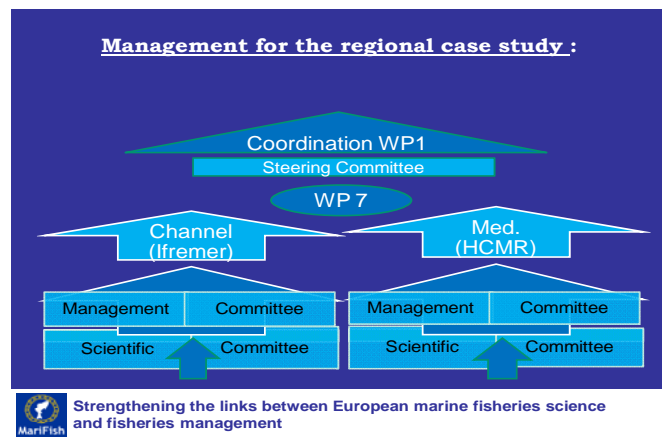 Management for the regional case study :
Coordination WP1
Steering Committee
WP 7
Channel
(Ifremer)
Med.
(HCMR)
Management Committee
Management Committee
Scientific Committee
Scientific Committee
MariFish
Strengthening the links between European marine fisheries science
and fisheries management